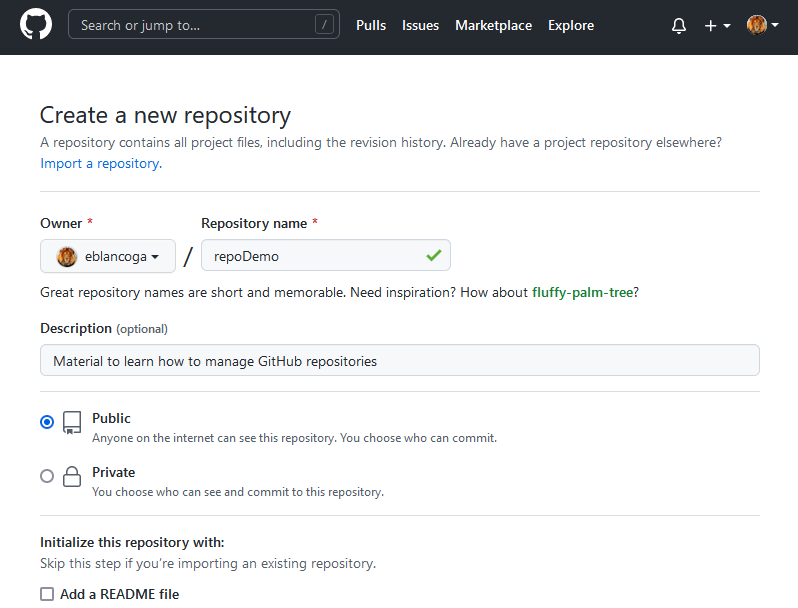 Search or jump to... /
Pulls Issues Marketplace Explore
Create a new repository
A repository contains all project files, including the revision history. Already have a project repository elsewhere?
Import a repository.
Owner * Repository name *
eblancoga / repoDemo
Great repository names are short and memorable. Need inspiration? How about fluffy-palm-tree?
Description (optional)
Material to learn how to manage GitHub repositories
Public
Anyone on the internet can see this repository. You choose who can commit.
Private
You choose who can see and commit to this repository.
Initialize this repository with:
Skip this step if you're importing an existing repository.
Add a README file